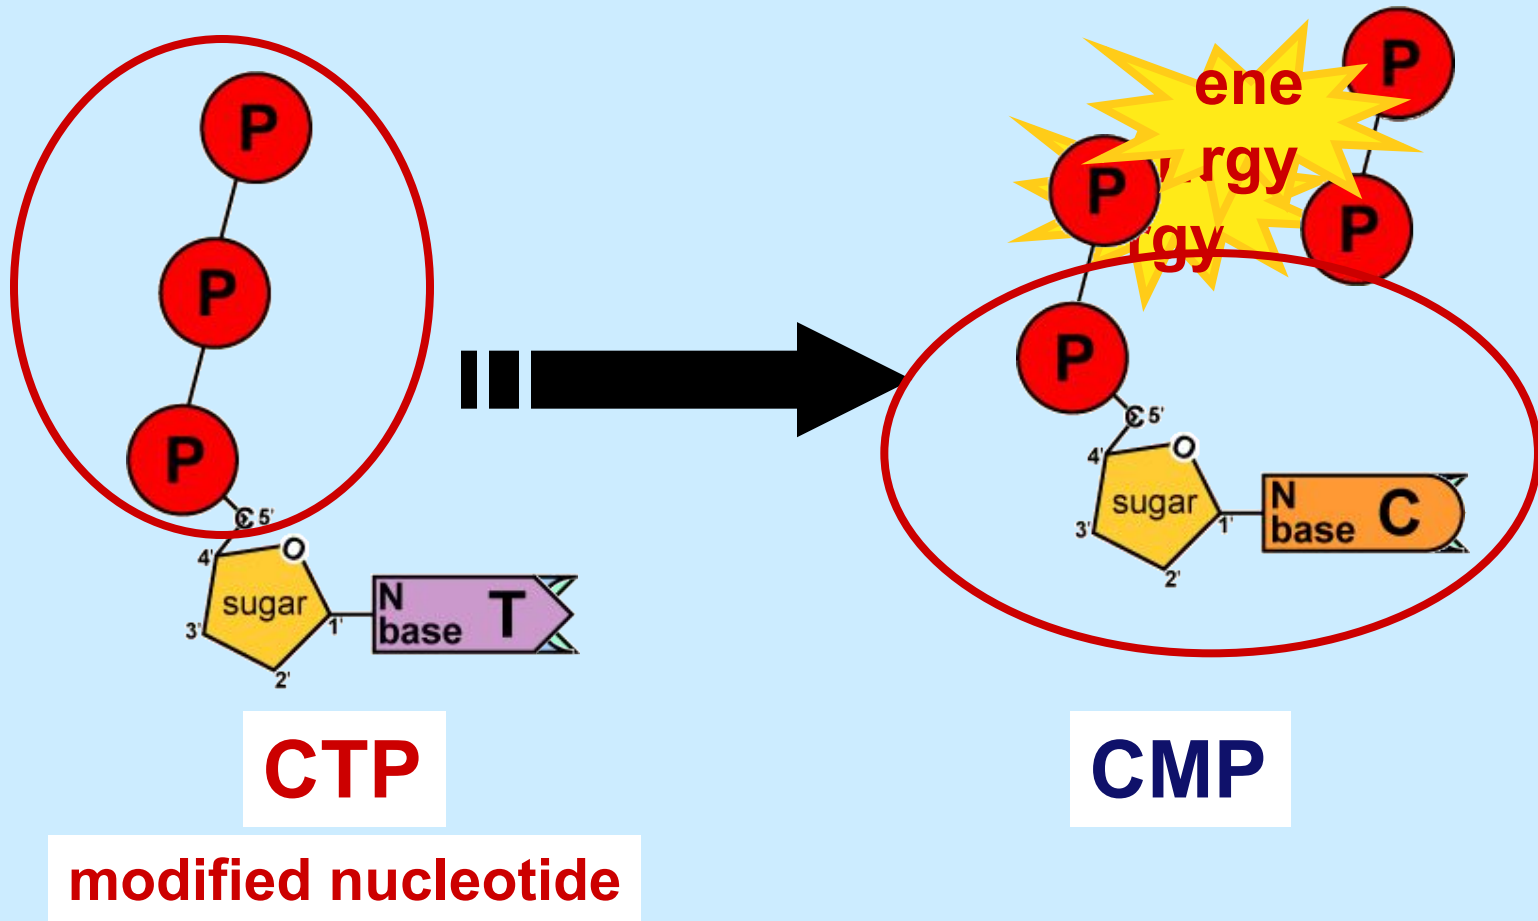 P
P
P
C 5'
4'
O
sugar
3'
1'
2'
N
base T
CTP
modified nucleotide
ene
rgy
rgy
P
P
P
P
C 5'
4'
O
sugar
3'
1'
2'
N
base C
CMP